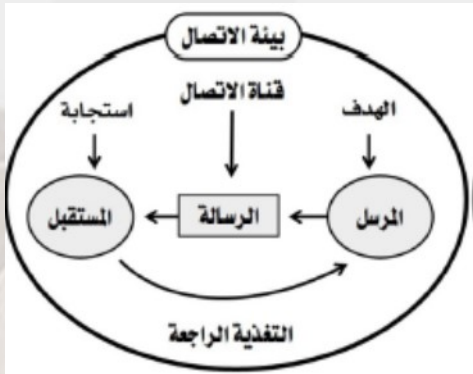 بيئة الاتصال
قناة الاتصال
الهدف
استجابة
المرسل
الرسالة
المستقبل
التغذية الراجعة